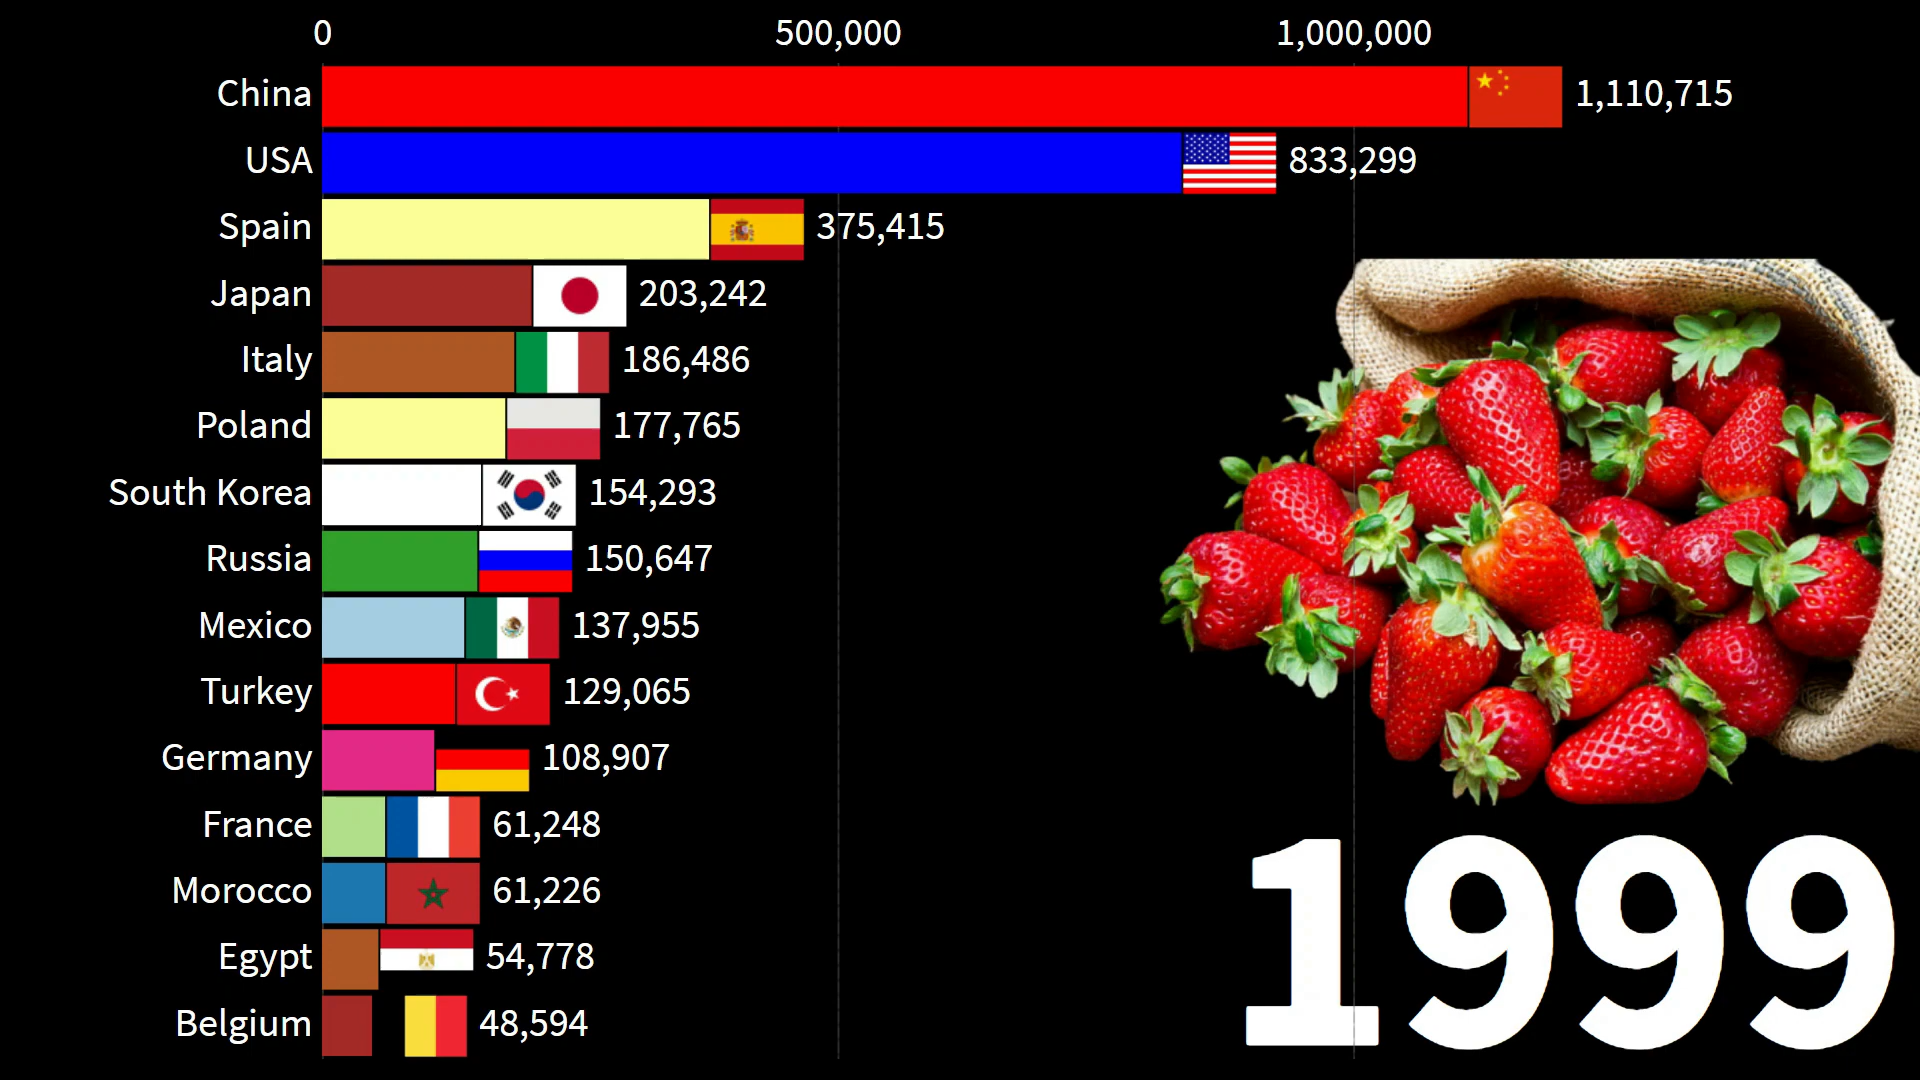 0 500,000 1,000,000
China 1,110,715
USA 833,299
Spain 375,415
Japan 203,242
Italy 186,486
Poland 177,765
South Korea 154,293
Russia 150,647
Mexico 137,955
Turkey 129,065
Germany 108,907
France 61,248
Morocco 61,226
Egypt 54,778
Belgium 48,594
1999